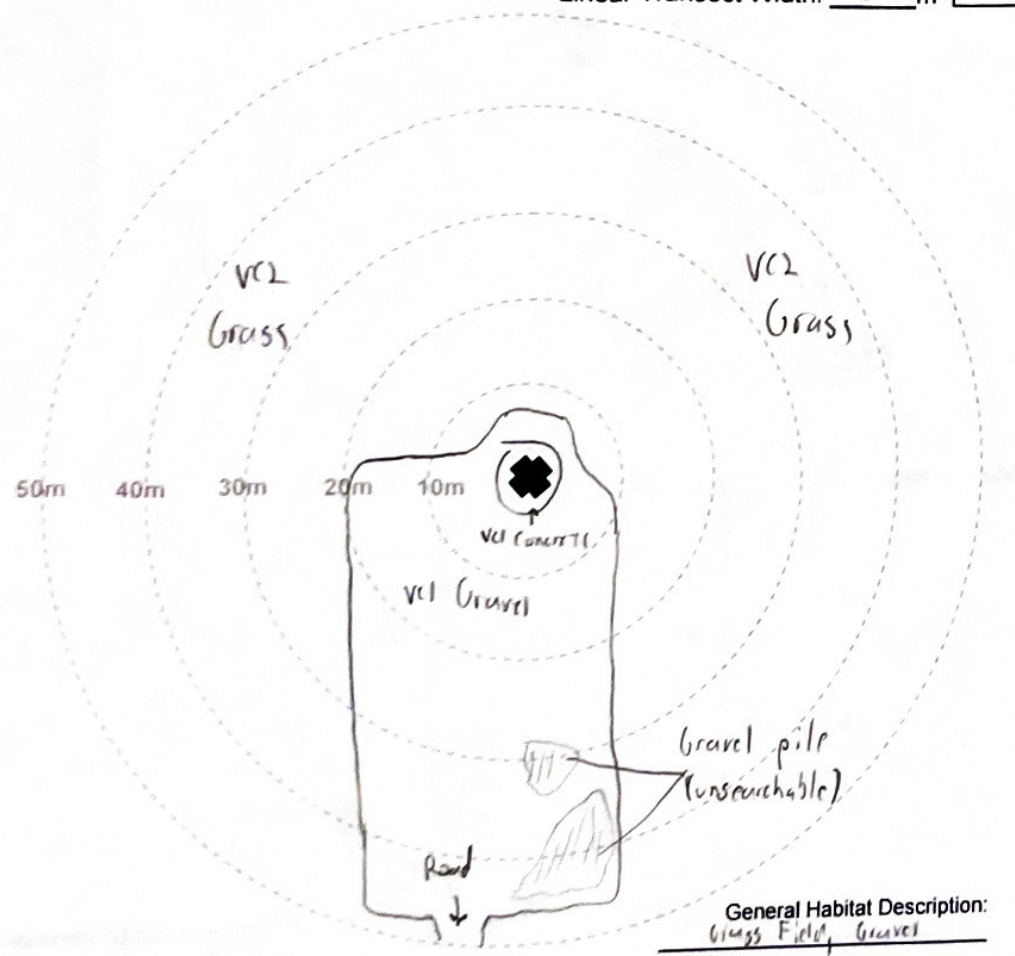 Linear Transect Width: ______ m
VC2
Grass
VC2
Grass
50m 40m 30m 20m 10m
VC1 Concrete
VC1 Gravel
Gravel pile
(unsearchable)
Road
General Habitat Description:
Grass Field, Gravel